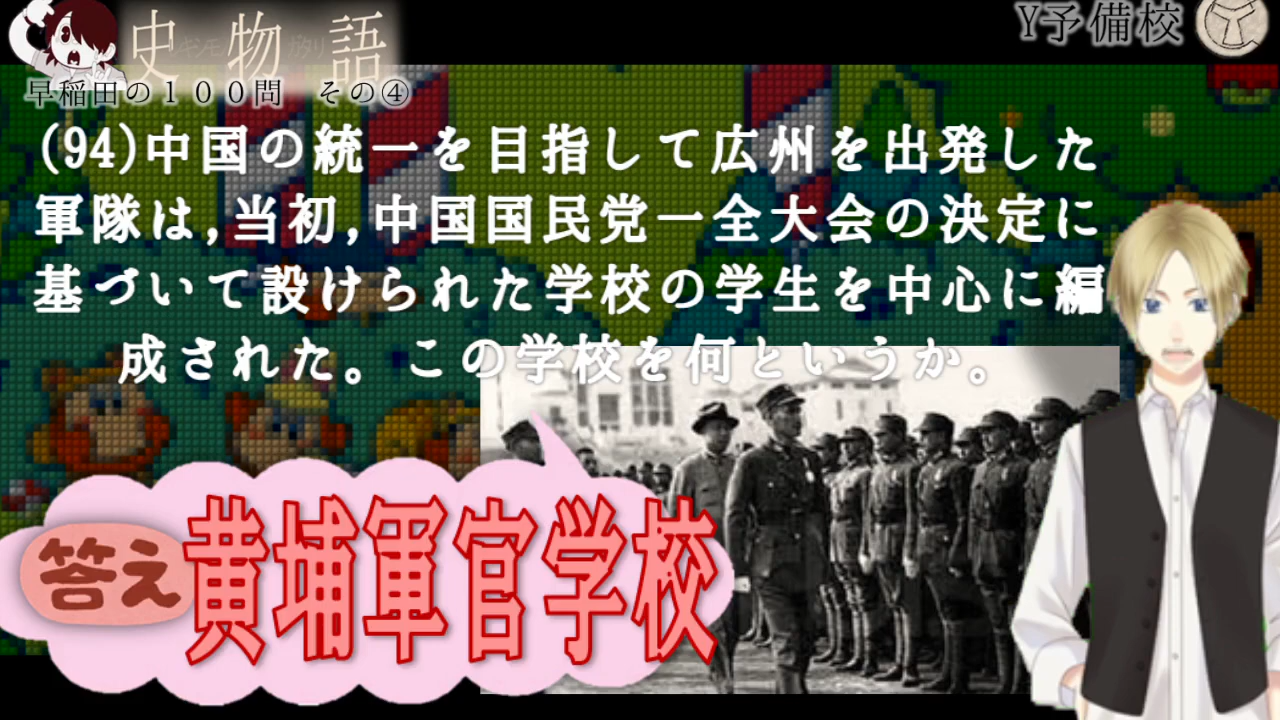 史物語
Y予備校
早稲田の１００問　その④
(94)中国の統一を目指して広州を出発した
軍隊は,当初,中国国民党一全大会の決定に
基づいて設けられた学校の学生を中心に編
成された。この学校を何というか。
答え
黄埔軍官学校